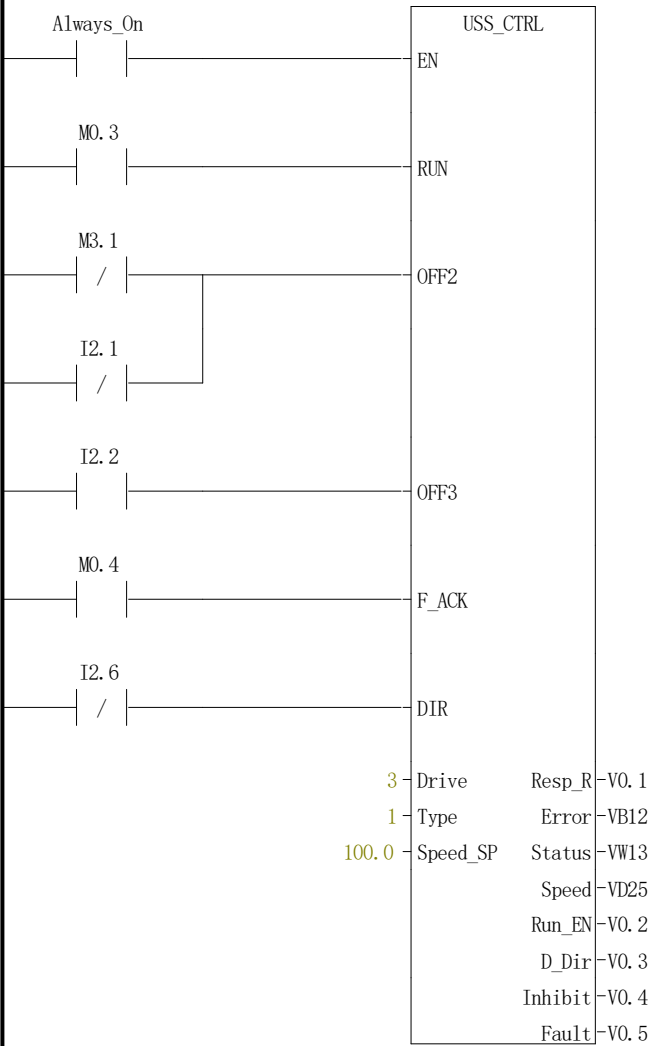 Always_On
USS_CTRL
EN
M0.3
RUN
M3.1
/
OFF2
I2.1
/
I2.2
OFF3
M0.4
F_ACK
I2.6
/
DIR
3 Drive Resp_R V0.1
1 Type Error VB12
100.0 Speed_SP Status VW13
Speed VD25
Run_EN V0.2
D_Dir V0.3
Inhibit V0.4
Fault V0.5